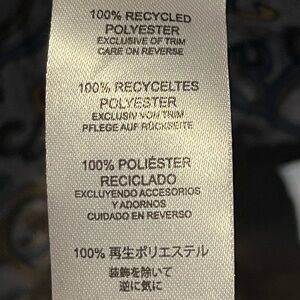 100% RECYCLED
POLYESTER
EXCLUSIVE OF TRIM
CARE ON REVERSE
100% RECYCELTES
POLYESTER
EXCLUSIV VON TRIM
PFLEGE AUF RÜCKSEITE
100% POLIÉSTER
RECICLADO
EXCLUYENDO ACCESORIOS
Y ADORNOS
CUIDADO EN REVERSO
100% 再生ポリエステル
装飾を除いて
逆に気に